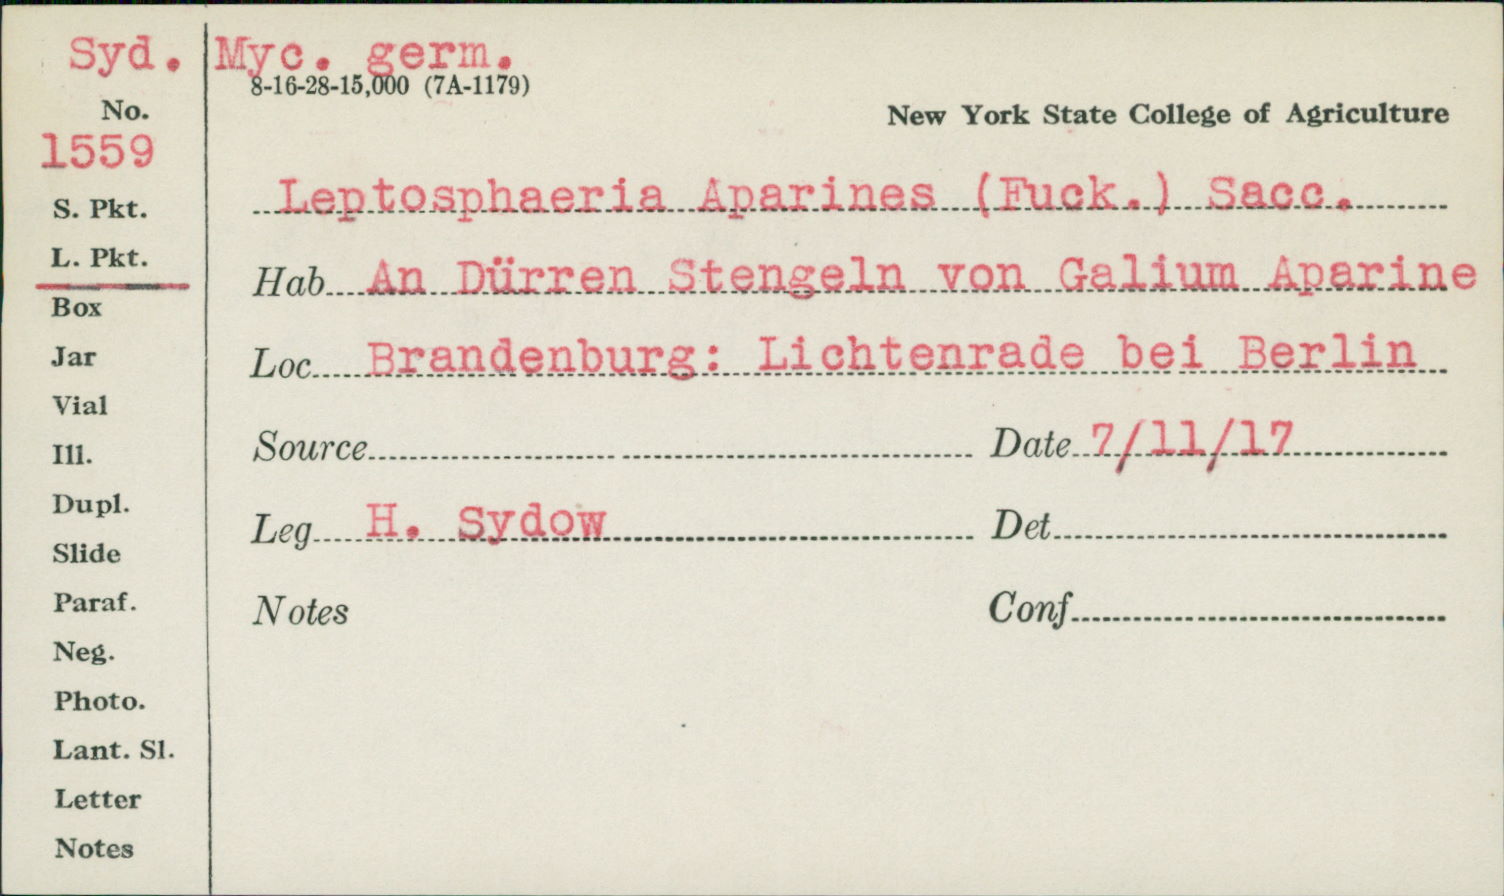 Syd. Myc. germ.
8-16-28-15,000 (7A-1179)
No.
New York State College of Agriculture
1559
Leptosphaeria Aparines (Fuck.) Sacc.
S. Pkt.
L. Pkt.
Hab An Dürren Stengeln von Galium Aparine
Box
Jar
Loc Brandenburg: Lichtenrade bei Berlin
Vial
Ill.
Source Date 7/11/17
Dupl.
Leg H. Sydow Det
Slide
Paraf.
Notes Conf
Neg.
Photo.
Lant. Sl.
Letter
Notes